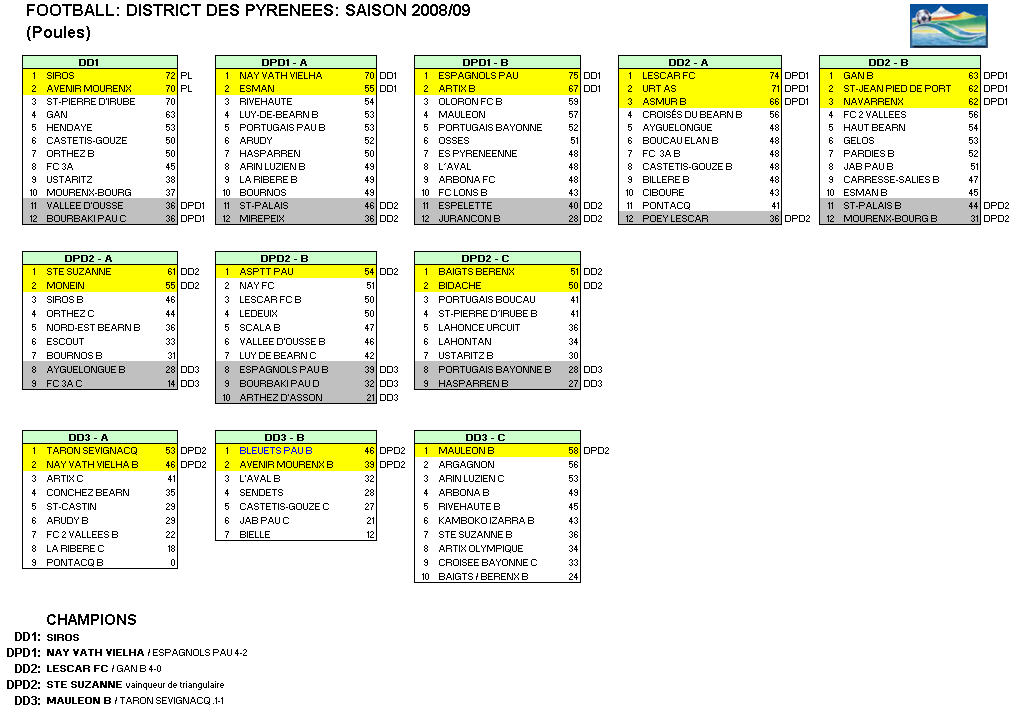 FOOTBALL: DISTRICT DES PYRENEES: SAISON 2008/09
(Poules)
DD1
1 SIROS 72 PL
2 AVENIR MOURENX 70 PL
3 ST-PIERRE D'IRUBE 70
4 GAN 63
5 HENDAYE 53
6 CASTETIS-GOUZE 50
7 ORTHEZ B 50
8 FC 3A 45
9 USTARITZ 38
10 MOURENX-BOURG 37
11 VALLEE D'OUSSE 36 DPD1
12 BOURBAKI PAU C 36 DPD1
DPD1 - A
1 NAY VATH VIELHA 70 DD1
2 ESMAN 55 DD1
3 RIVEHAUTE 54
4 LUY-DE-BEARN B 53
5 PORTUGAIS PAU B 53
6 ARUDY 52
7 HASPARREN 50
8 ARIN LUZIEN B 49
9 LA RIBERE B 49
10 BOURNOS 49
11 ST-PALAIS 46 DD2
12 MIREPEIX 36 DD2
DPD1 - B
1 ESPAGNOLS PAU 75 DD1
2 ARTIX B 67 DD1
3 OLORON FC B 59
4 MAULEON 57
5 PORTUGAIS BAYONNE 52
6 OSSES 51
7 ES PYRENEENNE 48
8 L'AVAL 48
9 ARBONA FC 48
10 FC LONS B 43
11 ESPELETTE 40 DD2
12 JURANCON B 28 DD2
DD2 - A
1 LESCAR FC 74 DPD1
2 URT AS 71 DPD1
3 ASMUR B 66 DPD1
4 CROISÉS DU BEARN B 56
5 AYGUELONGUE 48
6 BOUCAU ELAN B 48
7 FC 3A B 48
8 CASTETIS-GOUZE B 48
9 BILLERE B 48
10 CIBOURE 43
11 PONTACQ 41
12 POEY LESCAR 36 DPD2
DD2 - B
1 GAN B 63 DPD1
2 ST-JEAN PIED DE PORT 62 DPD1
3 NAVARRENX 62 DPD1
4 FC 2 VALLEES 56
5 HAUT BEARN 54
6 GELOS 53
7 PARDIES B 52
8 JAB PAU B 51
9 CARRESSE-SALIES B 47
10 ESMAN B 45
11 ST-PALAIS B 44 DPD2
12 MOURENX-BOURG B 31 DPD2
DPD2 - A
1 STE SUZANNE 61 DD2
2 MONEIN 55 DD2
3 SIROS B 46
4 ORTHEZ C 44
5 NORD-EST BEARN B 36
6 ESCOUT 33
7 BOURNOS B 31
8 AYGUELONGUE B 28 DD3
9 FC 3A C 14 DD3
DPD2 - B
1 ASPTT PAU 54 DD2
2 NAY FC 51
3 LESCAR FC B 50
4 LEDEUIX 50
5 SCALA B 47
6 VALLEE D'OUSSE B 46
7 LUY DE BEARN C 42
8 ESPAGNOLS PAU B 39 DD3
9 BOURBAKI PAU D 32 DD3
10 ARTHEZ D'ASSON 21 DD3
DPD2 - C
1 BAIGTS BERENX 51 DD2
2 BIDACHE 50 DD2
3 PORTUGAIS BOUCAU 41
4 ST-PIERRE D'IRUBE B 41
5 LAHONCE URCUIT 36
6 LAHONTAN 34
7 USTARITZ B 30
8 PORTUGAIS BAYONNE B 28 DD3
9 HASPARREN B 27 DD3
DD3 - A
1 TARON SEVIGNACQ 53 DPD2
2 NAY VATH VIELHA B 46 DPD2
3 ARTIX C 41
4 CONCHEZ BEARN 35
5 ST-CASTIN 29
6 ARUDY B 29
7 FC 2 VALLEES B 22
8 LA RIBERE C 18
9 PONTACQ B 0
DD3 - B
1 BLEUETS PAU B 46 DPD2
2 AVENIR MOURENX B 39 DPD2
3 L'AVAL B 32
4 SENDETS 28
5 CASTETIS-GOUZE C 27
6 JAB PAU C 21
7 BIELLE 12
DD3 - C
1 MAULEON B 58 DPD2
2 ARGAGNON 56
3 ARIN LUZIEN C 53
4 ARBONA B 49
5 RIVEHAUTE B 45
6 KAMBOKO IZARRA B 43
7 STE SUZANNE B 36
8 ARTIX OLYMPIQUE 34
9 CROISEE BAYONNE C 33
10 BAIGTS / BERENX B 24
CHAMPIONS
DD1: SIROS
DPD1: NAY VATH VIELHA / ESPAGNOLS PAU 4-2
DD2: LESCAR FC / GAN B 4-0
DPD2: STE SUZANNE vainqueur de triangulaire
DD3: MAULEON B / TARON SEVIGNACQ .1-1